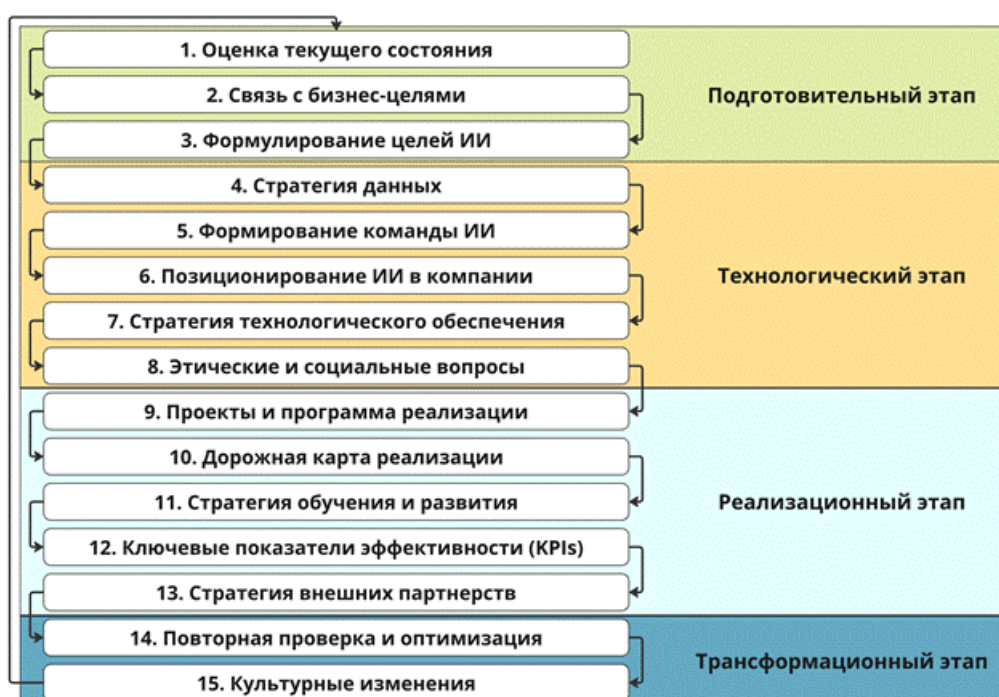 1. Оценка текущего состояния
2. Связь с бизнес-целями
Подготовительный этап
3. Формулирование целей ИИ
4. Стратегия данных
5. Формирование команды ИИ
6. Позиционирование ИИ в компании
Технологический этап
7. Стратегия технологического обеспечения
8. Этические и социальные вопросы
9. Проекты и программа реализации
10. Дорожная карта реализации
11. Стратегия обучения и развития
Реализационный этап
12. Ключевые показатели эффективности (KPIs)
13. Стратегия внешних партнерств
14. Повторная проверка и оптимизация
Трансформационный этап
15. Культурные изменения